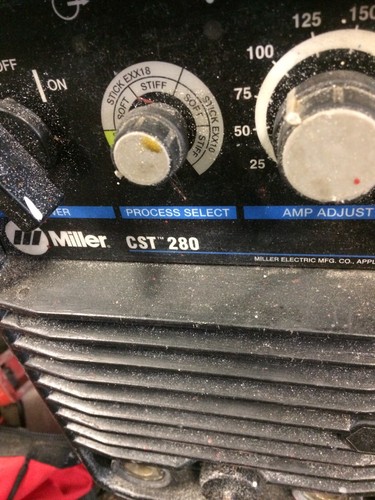 OFF
ON
STICK EXX18
SOFT
STIFF
SOFT
STICK EXX10
STIFF
25
50
75
100
125
150
PROCESS SELECT
AMP ADJUST
Miller
CST™ 280
MILLER ELECTRIC MFG. CO., APPL